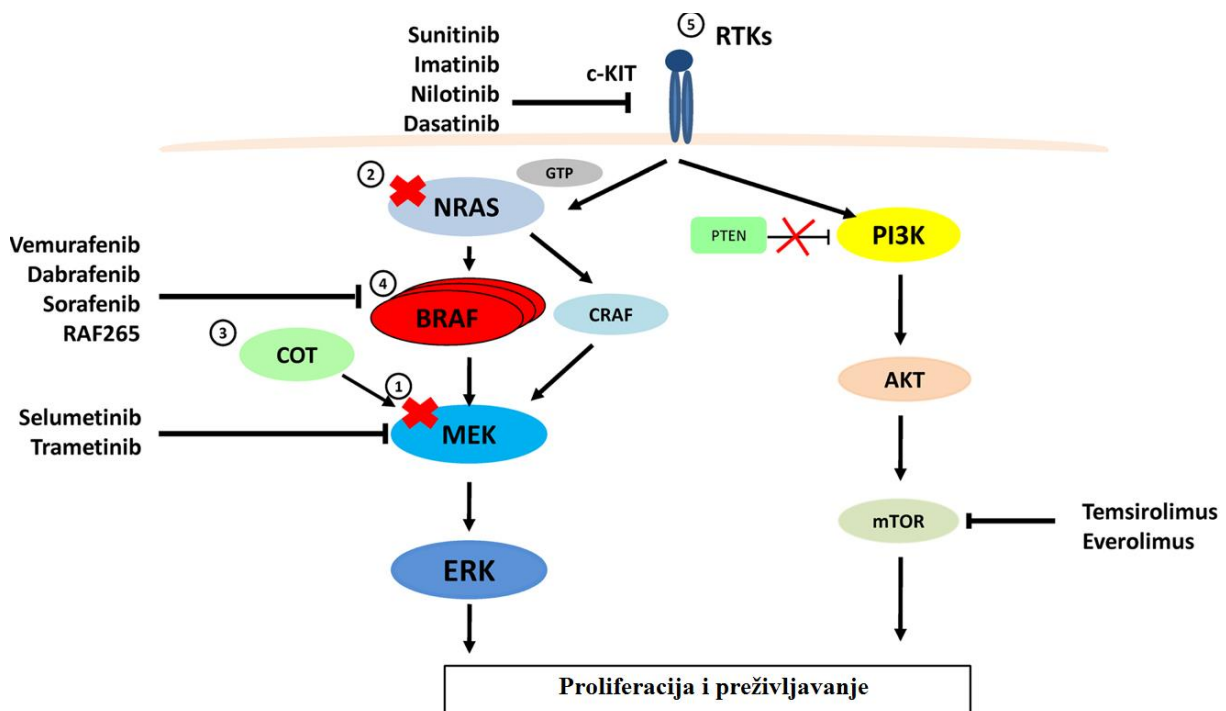 Sunitinib
Imatinib
Nilotinib
Dasatinib
c-KIT
5
RTKs
2
NRAS
GTP
PTEN
PI3K
Vemurafenib
Dabrafenib
Sorafenib
RAF265
4
BRAF
CRAF
3
COT
1
AKT
Selumetinib
Trametinib
MEK
mTOR
Temsirolimus
Everolimus
ERK
Proliferacija i preživljavanje